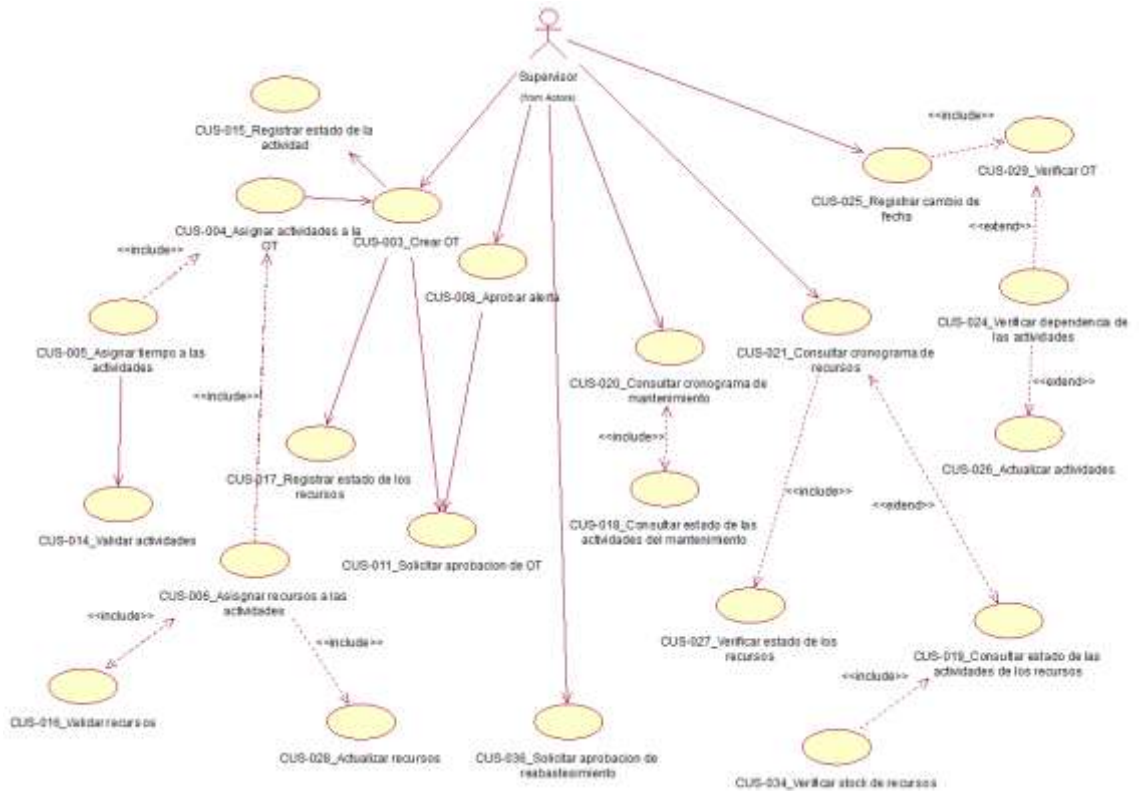 Supervisor
(from Actors)
CUS-015_Registrar estado de la
actividad
<<include>>
CUS-029_Verificar OT
CUS-025_Registrar cambio de
fecha
CUS-004_Asignar actividades a la
OT
<<include>>
CUS-003_Crear OT
<<extend>>
CUS-008_Aprobar alerta
CUS-024_Verificar dependencia de
las actividades
CUS-005_Asignar tiempo a las
actividades
CUS-021_Consultar cronograma de
recursos
CUS-020_Consultar cronograma de
mantenimiento
<<extend>>
<<include>>
<<include>>
CUS-026_Actualizar actividades
CUS-017_Registrar estado de los
recursos
<<include>>
<<extend>>
CUS-014_Validar actividades
CUS-018_Consultar estado de las
actividades del mantenimiento
CUS-011_Solicitar aprobacion de OT
CUS-006_Asisgnar recursos a las
actividades
<<include>>
<<include>>
CUS-027_Verificar estado de los
recursos
CUS-019_Consultar estado de las
actividades de los recursos
<<include>>
CUS-016_Validar recursos
CUS-028_Actualizar recursos
CUS-036_Solicitar aprobacion de
reabastesimiento
CUS-034_Verificar stock de recursos